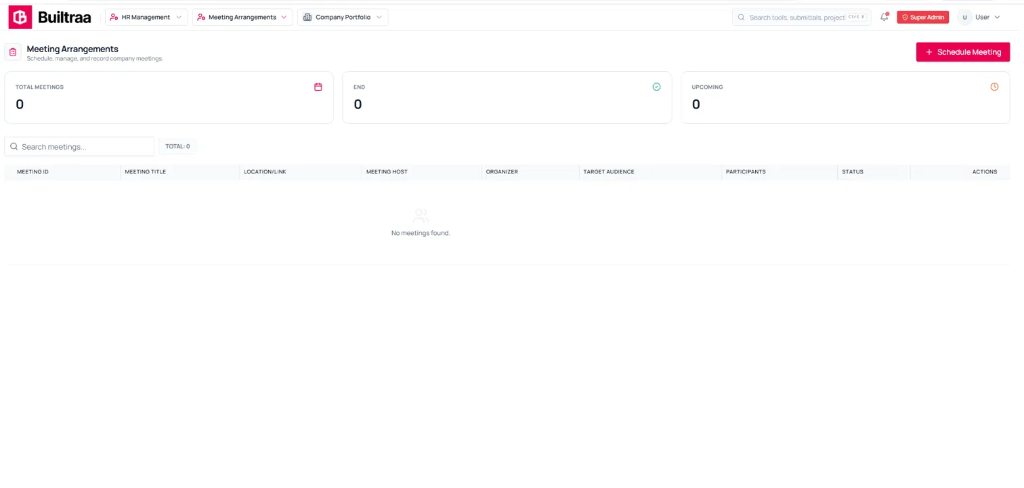 Builtraa
HR Management
Meeting Arrangements
Company Portfolio
Search tools, submittals, project
Ctrl K
Super Admin
U
User
Meeting Arrangements
Schedule, manage, and record company meetings.
+ Schedule Meeting
TOTAL MEETINGS
0
END
0
UPCOMING
0
Search meetings...
TOTAL: 0
MEETING ID
MEETING TITLE
LOCATION/LINK
MEETING HOST
ORGANIZER
TARGET AUDIENCE
PARTICIPANTS
STATUS
ACTIONS
No meetings found.